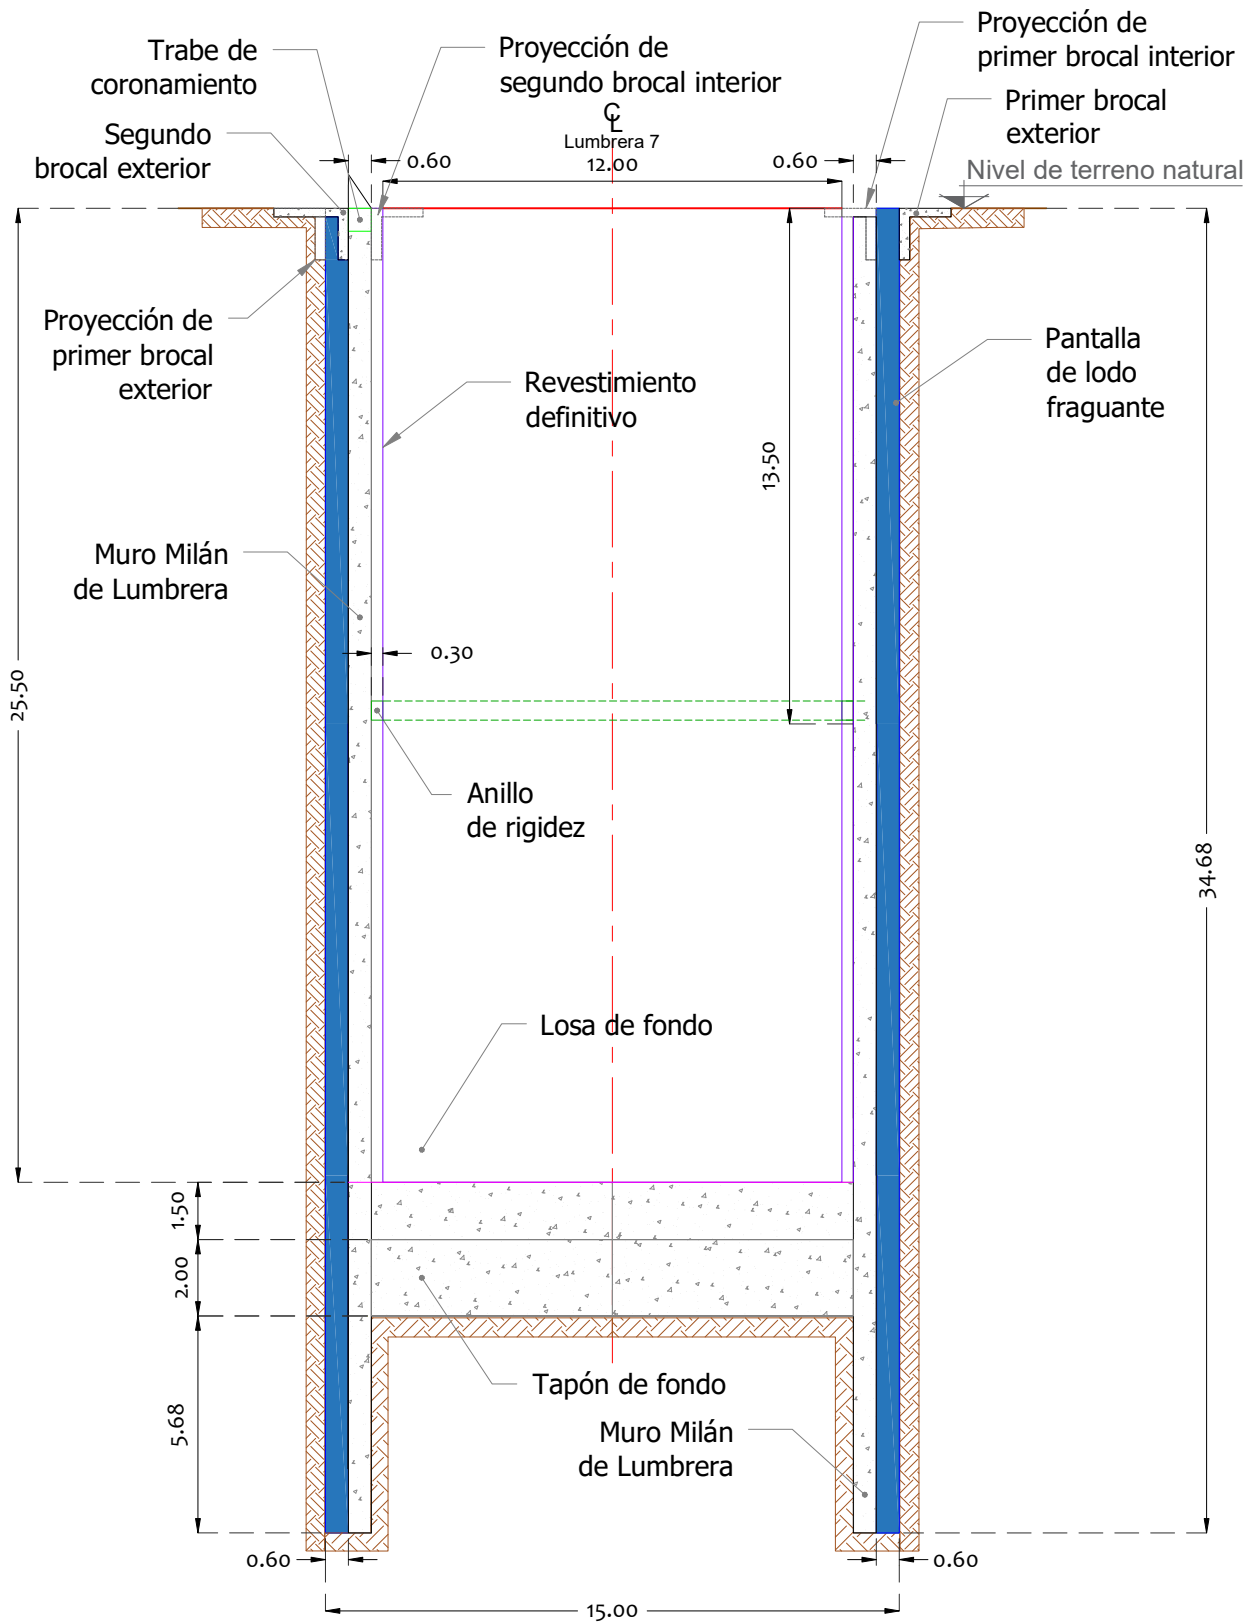 Trabe de
coronamiento
Segundo
brocal exterior
Proyección de
segundo brocal interior
Proyección de
primer brocal interior
Primer brocal
exterior
Nivel de terreno natural
CL
Lumbrera 7
0.60
12.00
0.60
Proyección de
primer brocal
exterior
Revestimiento
definitivo
Pantalla
de lodo
fraguante
13.50
Muro Milán
de Lumbrera
0.30
25.50
Anillo
de rigidez
34.68
Losa de fondo
1.50
2.00
Tapón de fondo
5.68
Muro Milán
de Lumbrera
0.60
0.60
15.00